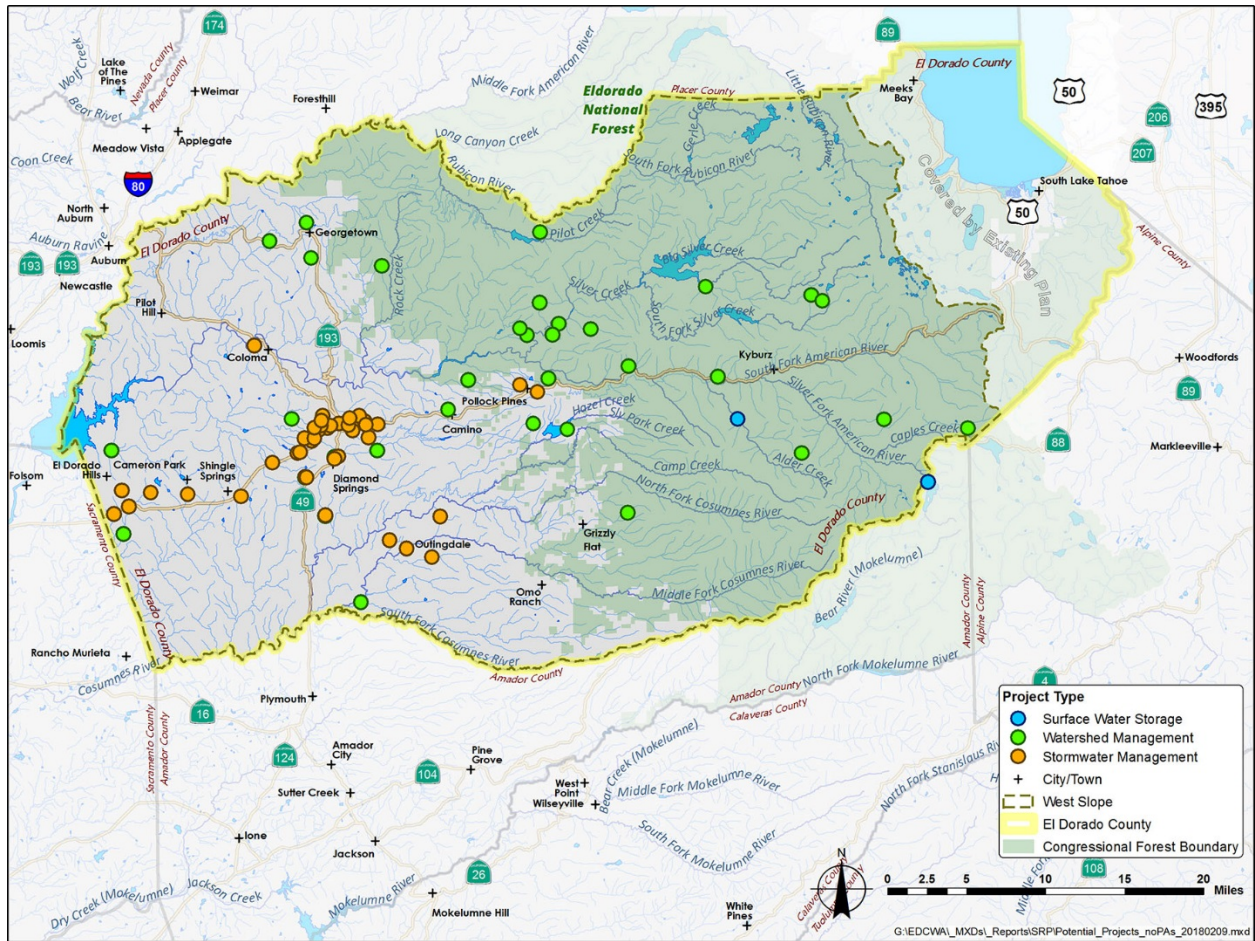 174
89
Lake
of The
Pines
Wolf Creek
Nevada County
Placer County
Weimar
Foresthill
Middle Fork American River
Eldorado
National
Forest
Placer County
Little Rubicon River
El Dorado County
Meeks
Bay
50
395
206
207
Bear River
Applegate
Meadow Vista
Coon Creek
Long Canyon Creek
Rubicon River
Gerle Creek
South Fork Rubicon River
80
South Lake Tahoe
50
Covered by Existing Plan
Alpine County
North
Auburn
Auburn Ravine
Auburn
193
193
Newcastle
El Dorado County
Georgetown
Pilot Creek
Rock Creek
Big Silver Creek
Silver Creek
South
Fork Silver Creek
Pilot
Hill
Loomis
193
Coloma
Kyburz
South Fork American River
Woodfords
89
Pollock Pines
Hazel Creek
Sly Park Creek
Silver Fork American River
Camino
Caples Creek
88
Markleeville
El Dorado
Hills
Cameron Park
Shingle
Springs
Folsom
Diamond
Springs
Camp Creek
Alder Creek
49
North Fork Cosumnes River
Grizzly
Flat
El Dorado County
Outingdale
Sacramento County
El Dorado County
Omo
Ranch
Middle Fork Cosumnes River
Bear River (Mokelumne)
South Fork Cosumnes River
Rancho Murieta
Cosumnes River
Amador County
Amador County
Alpine County
North Fork Mokelumne River
Plymouth
16
Amador County
Calaveras County
4
Sacramento County
Amador County
124
Amador
City
Pine
Grove
104
Sutter Creek
West
Point
Wilseyville
Bear Creek (Mokelumne)
Middle Fork Mokelumne River
North Fork Stanislaus River
Ione
Jackson
South Fork Mokelumne River
26
Jackson Creek
Dry Creek (Mokelumne)
Mokelumne River
Mokelumne Hill
White
Pines
Calaveras County
Tuolumne County
108
Project Type
Surface Water Storage
Watershed Management
Stormwater Management
City/Town
West Slope
El Dorado County
Congressional Forest Boundary
N
0 2.5 5 10 15 20
Miles
G:\EDCWA\_MXDs\_Reports\SRP\Potential_Projects_noPAs_20180209.mxd